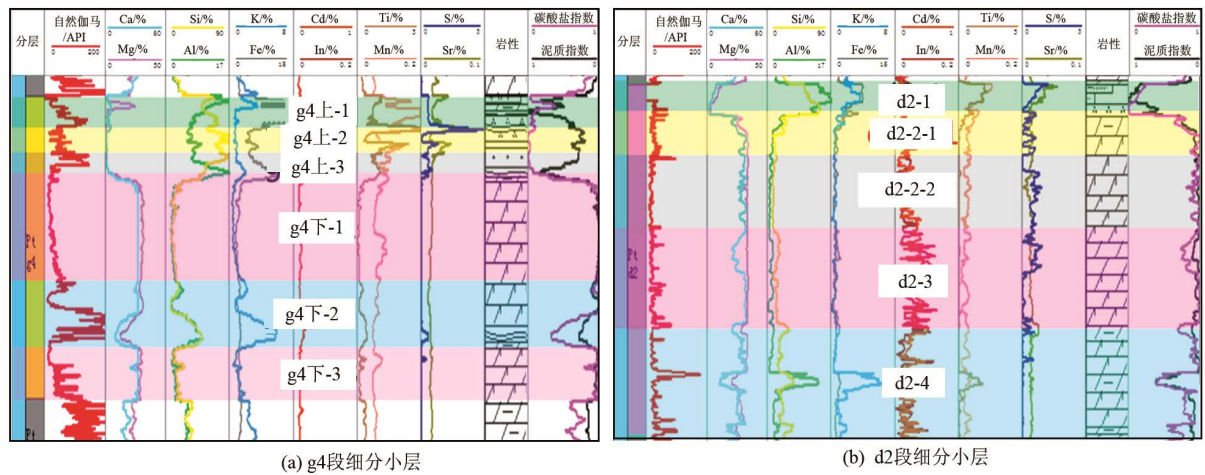 分层
自然伽马
/API
0 200
Ca/%
0 60
Mg/%
0 30
Si/%
0 90
Al/%
0 17
K/%
0 8
Fe/%
0 18
Cd/%
0 1
In/%
0 0.2
Ti/%
0 3
Mn/%
0 0.2
S/%
0
Sr/%
0 0.2
岩性
碳酸盐指数
0 1
泥质指数
1 0
g4上-1
g4上-2
g4上-3
g4下-1
g4下-2
g4下-3
Pt
g4
Pt
(a) g4段细分小层
分层
自然伽马
/API
0 200
Ca/%
0 60
Mg/%
0 30
Si/%
0 90
Al/%
0 17
K/%
0 8
Fe/%
0 18
Cd/%
0 1
In/%
0 0.2
Ti/%
0 3
Mn/%
0 0.2
S/%
0
Sr/%
0 0.2
岩性
碳酸盐指数
0 1
泥质指数
1 0
d2-1
d2-2-1
d2-2-2
d2-3
d2-4
Pt
d2
(b) d2段细分小层